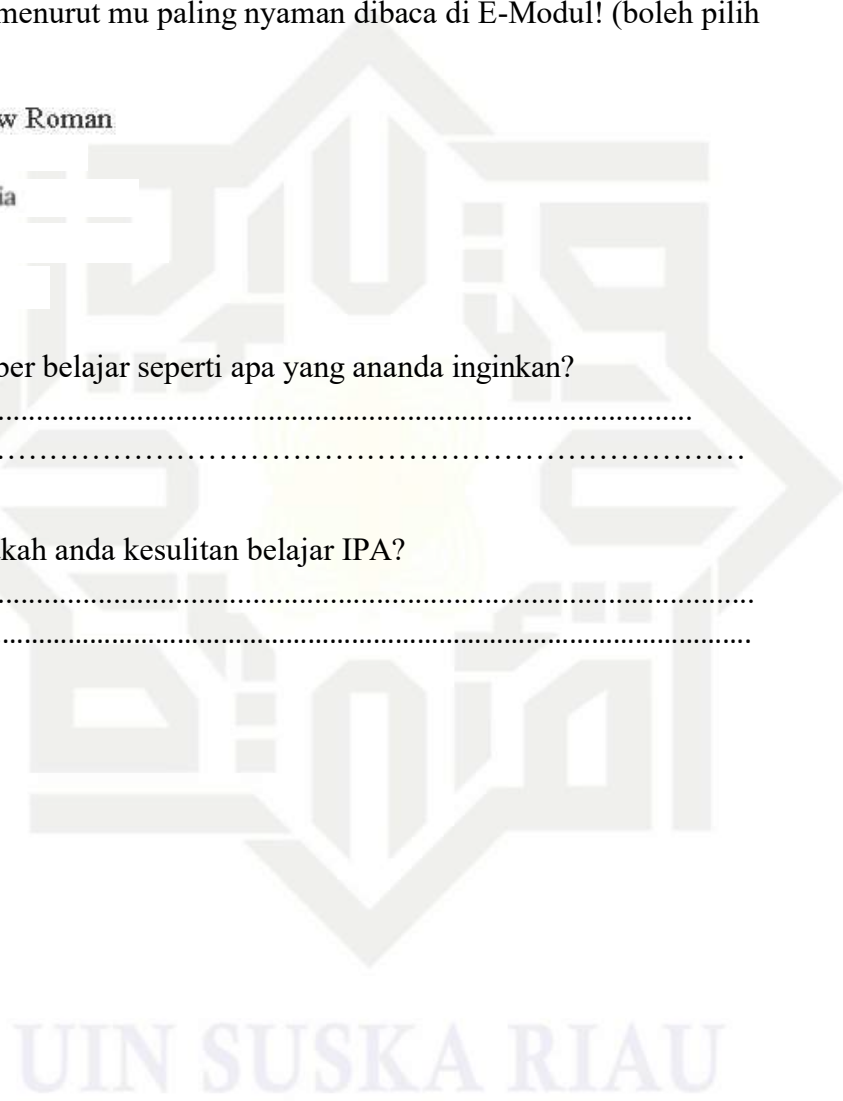 menurut mu paling nyaman dibaca di E-Modul! (boleh pilih
w Roman
ia
ber belajar seperti apa yang ananda inginkan?
..........................................................................................
……………………………………………………………
kah anda kesulitan belajar IPA?
..................................................................................................
..................................................................................................
UIN SUSKA RIAU